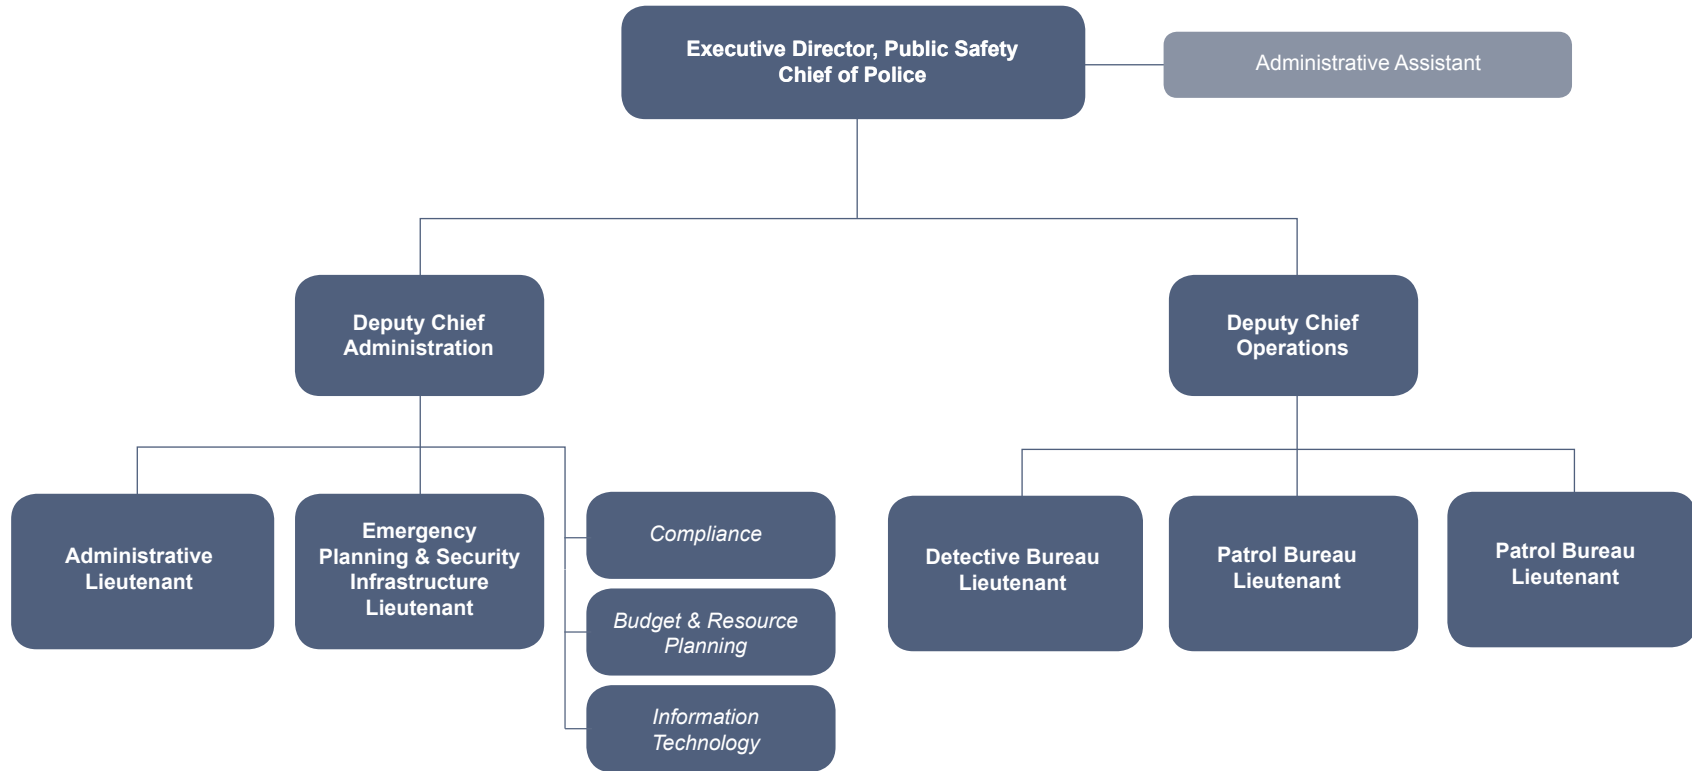 Executive Director, Public Safety
Chief of Police
Administrative Assistant
Deputy Chief
Administration
Deputy Chief
Operations
Administrative
Lieutenant
Emergency
Planning & Security
Infrastructure
Lieutenant
Compliance
Budget & Resource
Planning
Information
Technology
Detective Bureau
Lieutenant
Patrol Bureau
Lieutenant
Patrol Bureau
Lieutenant